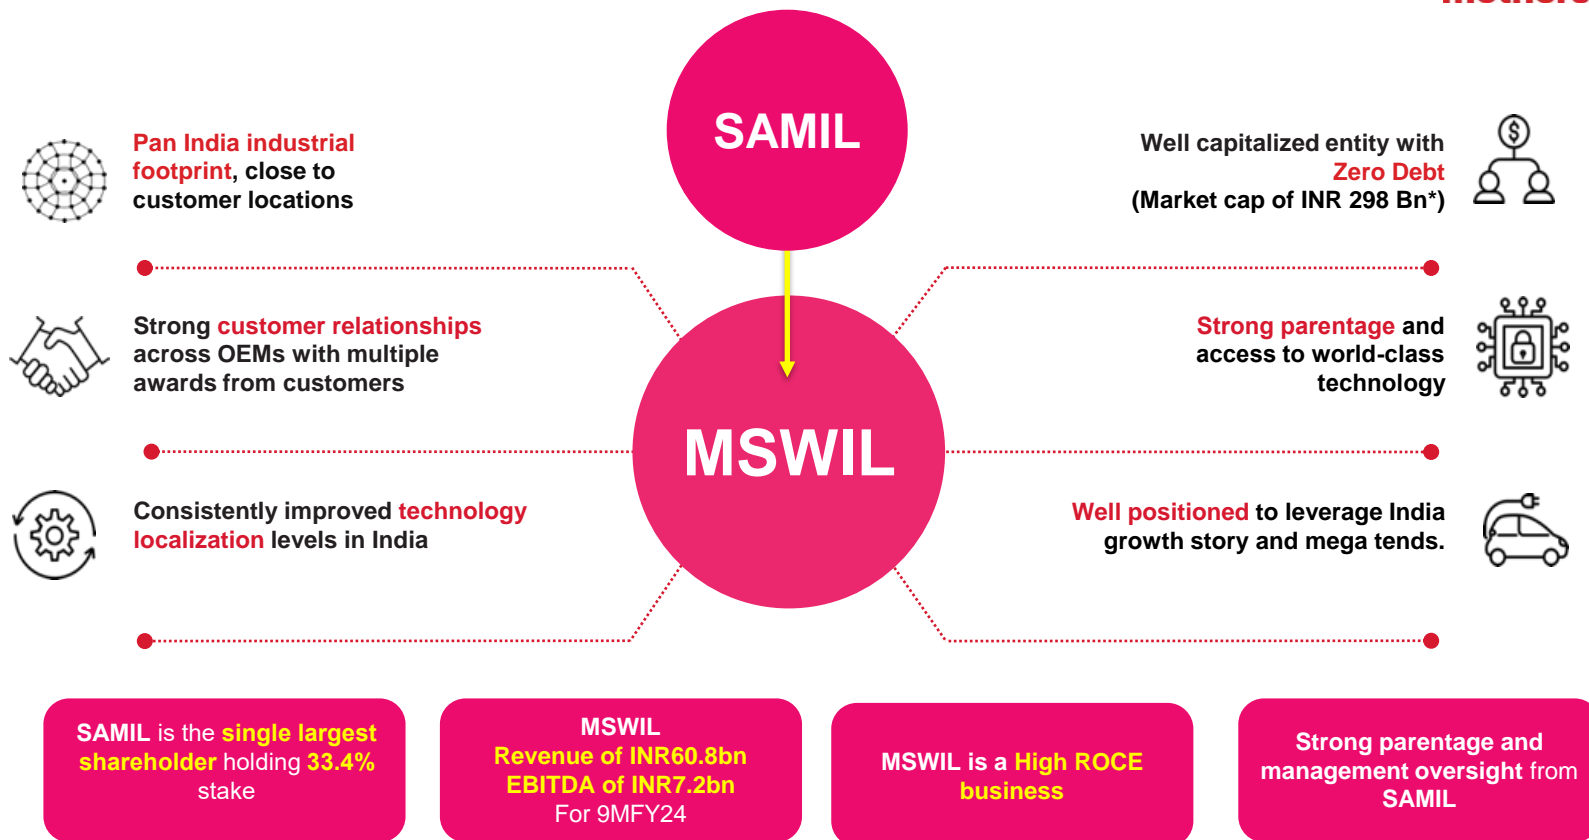 SAMIL
Pan India industrial
footprint, close to
customer locations
Strong customer relationships
across OEMs with multiple
awards from customers
Consistently improved technology
localization levels in India
MSWIL
Well capitalized entity with
Zero Debt
(Market cap of INR 298 Bn*)
Strong parentage and
access to world-class
technology
Well positioned to leverage India
growth story and mega tends.
SAMIL is the single largest
shareholder holding 33.4%
stake
MSWIL
Revenue of INR60.8bn
EBITDA of INR7.2bn
For 9MFY24
MSWIL is a High ROCE
business
Strong parentage and
management oversight from
SAMIL